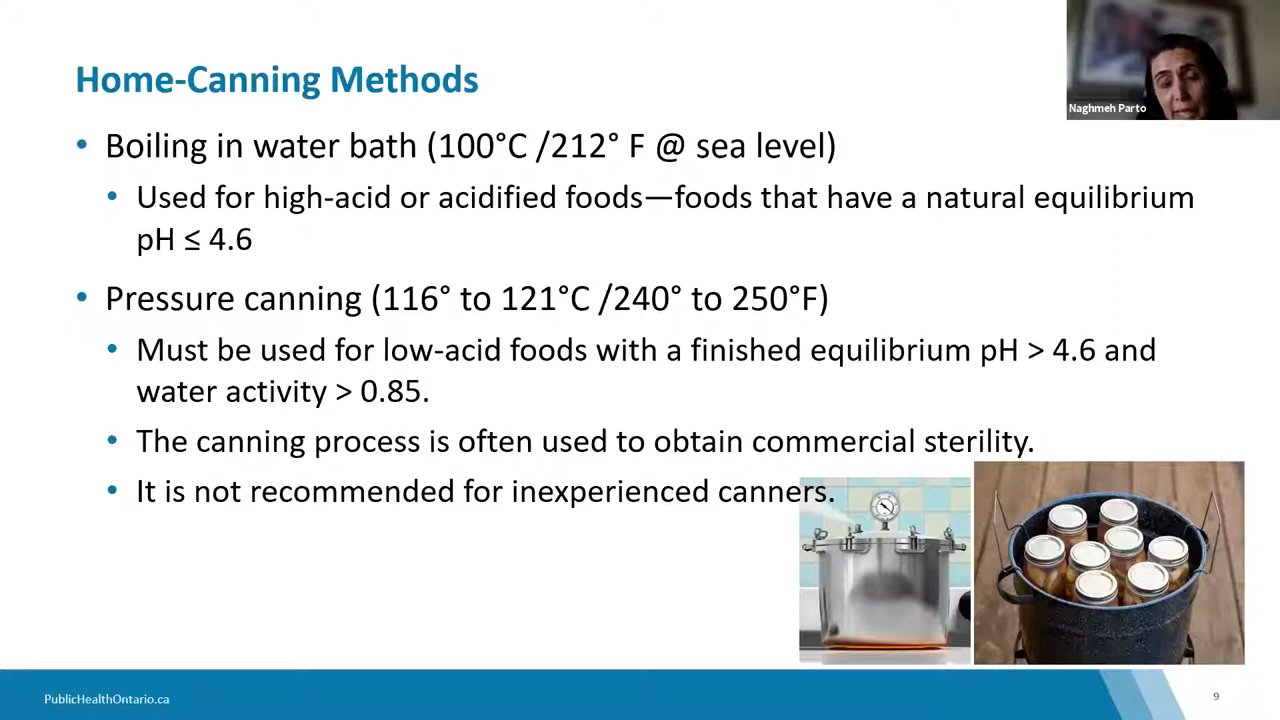 Home-Canning Methods
Naghmeh Parto
• Boiling in water bath (100°C /212° F @ sea level)
• Used for high-acid or acidified foods—foods that have a natural equilibrium
pH ≤ 4.6
• Pressure canning (116° to 121°C /240° to 250°F)
• Must be used for low-acid foods with a finished equilibrium pH > 4.6 and
water activity > 0.85.
• The canning process is often used to obtain commercial sterility.
• It is not recommended for inexperienced canners.
PublicHealthOntario.ca
9